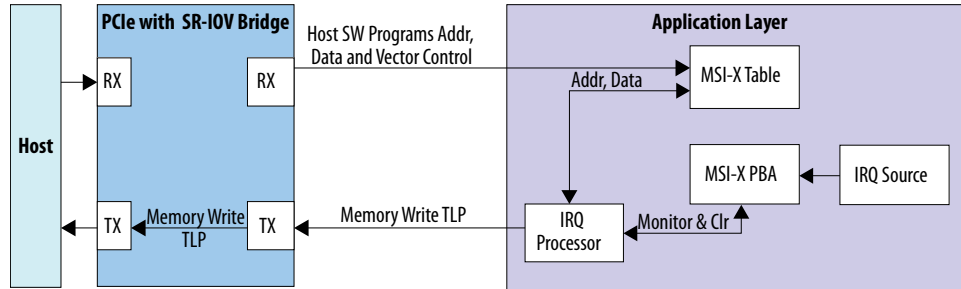 PCIe with SR-IOV Bridge
Application Layer
Host SW Programs Addr,
Data and Vector Control
RX
RX
MSI-X Table
Addr, Data
Host
MSI-X PBA
IRQ Source
TX
Memory Write
TLP
TX
Memory Write TLP
IRQ
Processor
Monitor & Clr